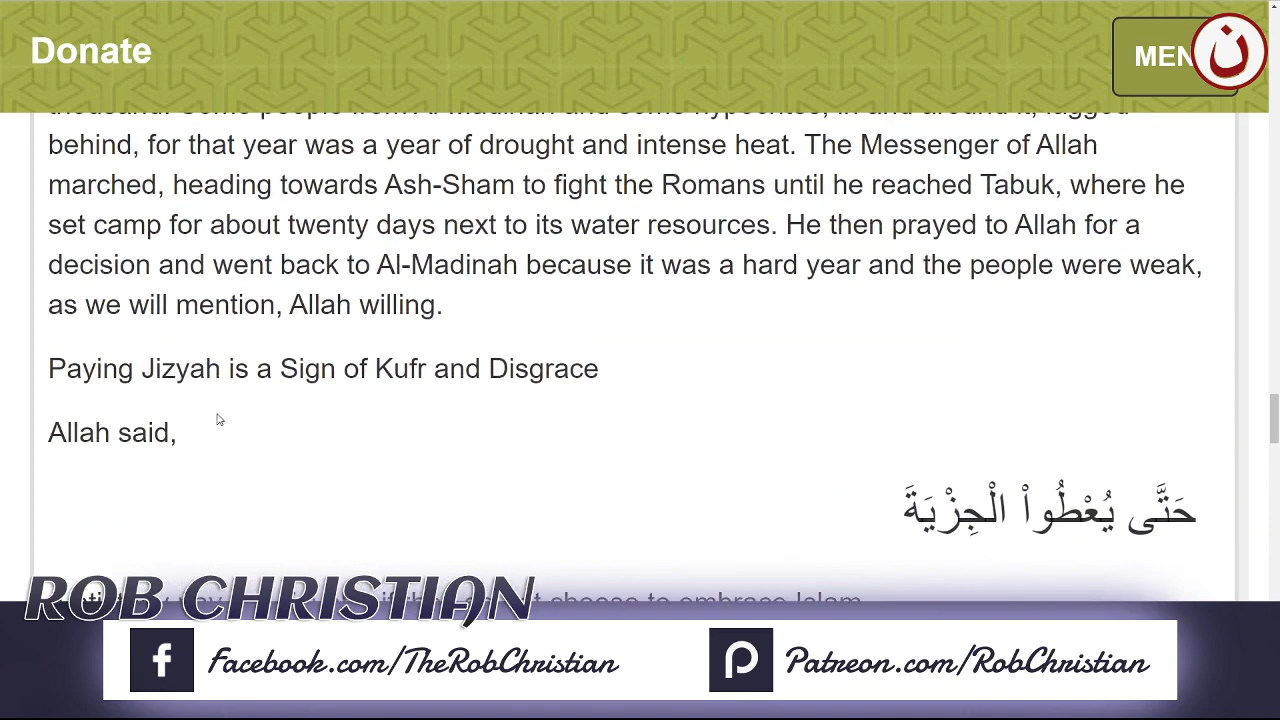 Donate
MEN
ن
behind, for that year was a year of drought and intense heat. The Messenger of Allah
marched, heading towards Ash-Sham to fight the Romans until he reached Tabuk, where he
set camp for about twenty days next to its water resources. He then prayed to Allah for a
decision and went back to Al-Madinah because it was a hard year and the people were weak,
as we will mention, Allah willing.
Paying Jizyah is a Sign of Kufr and Disgrace
Allah said,
حَتَّى يُعْطُواْ الْجِزْيَةَ
choose to embrace Islam
ROB CHRISTIAN
Facebook.com/TheRobChristian
Patreon.com/RobChristian